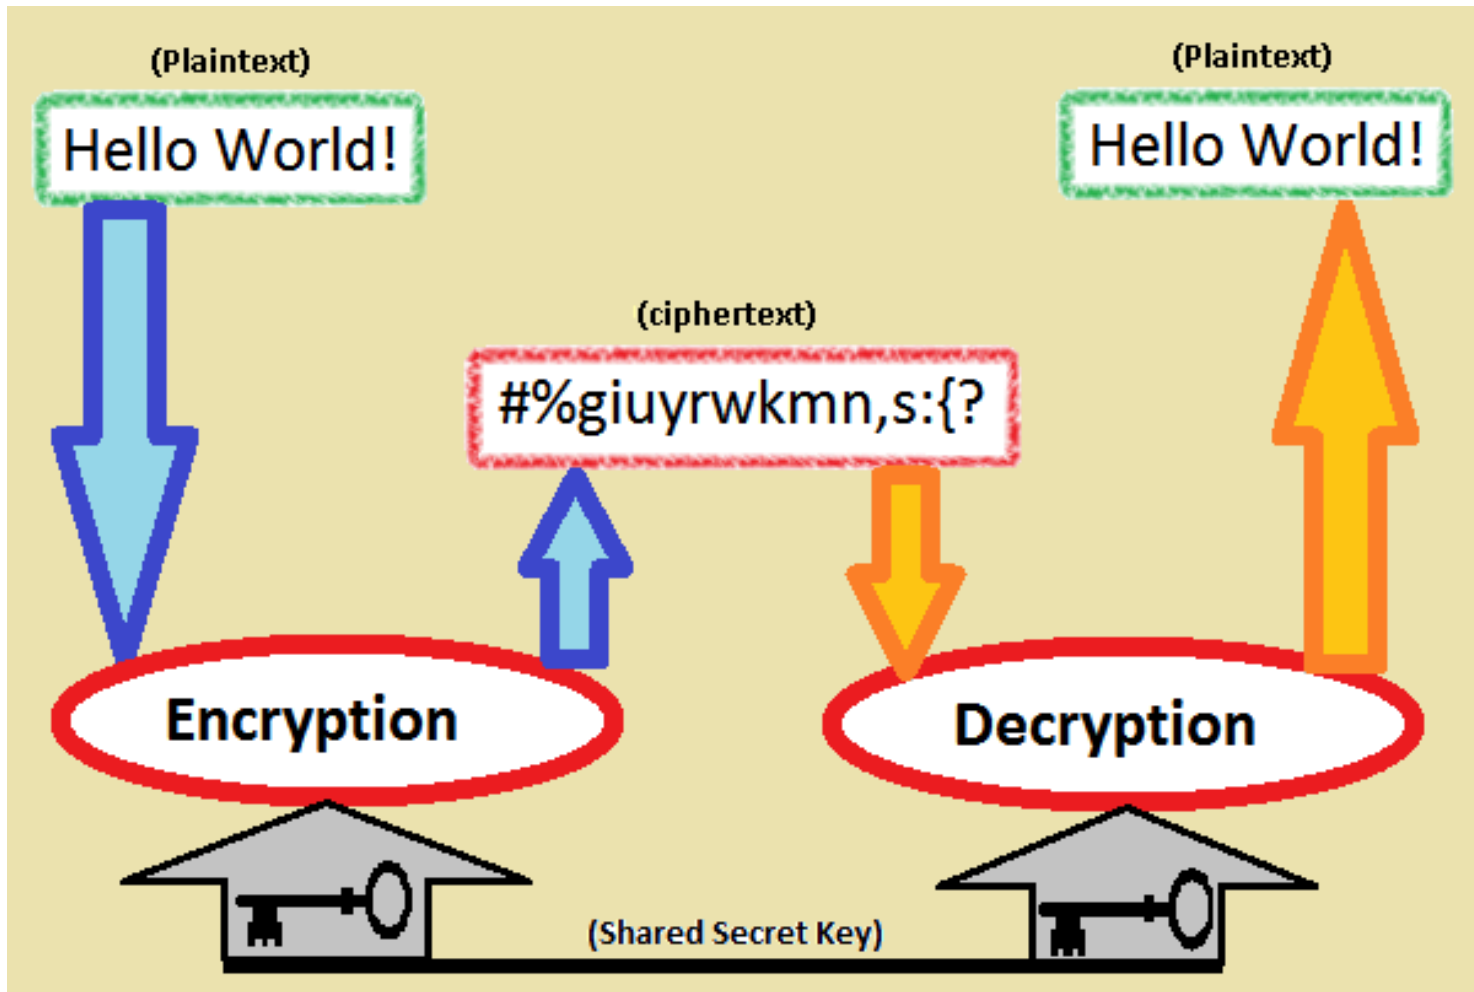 (Plaintext)
Hello World!
(Plaintext)
Hello World!
(ciphertext)
#%giuyrwkmn,s:{?
Encryption
Decryption
(Shared Secret Key)